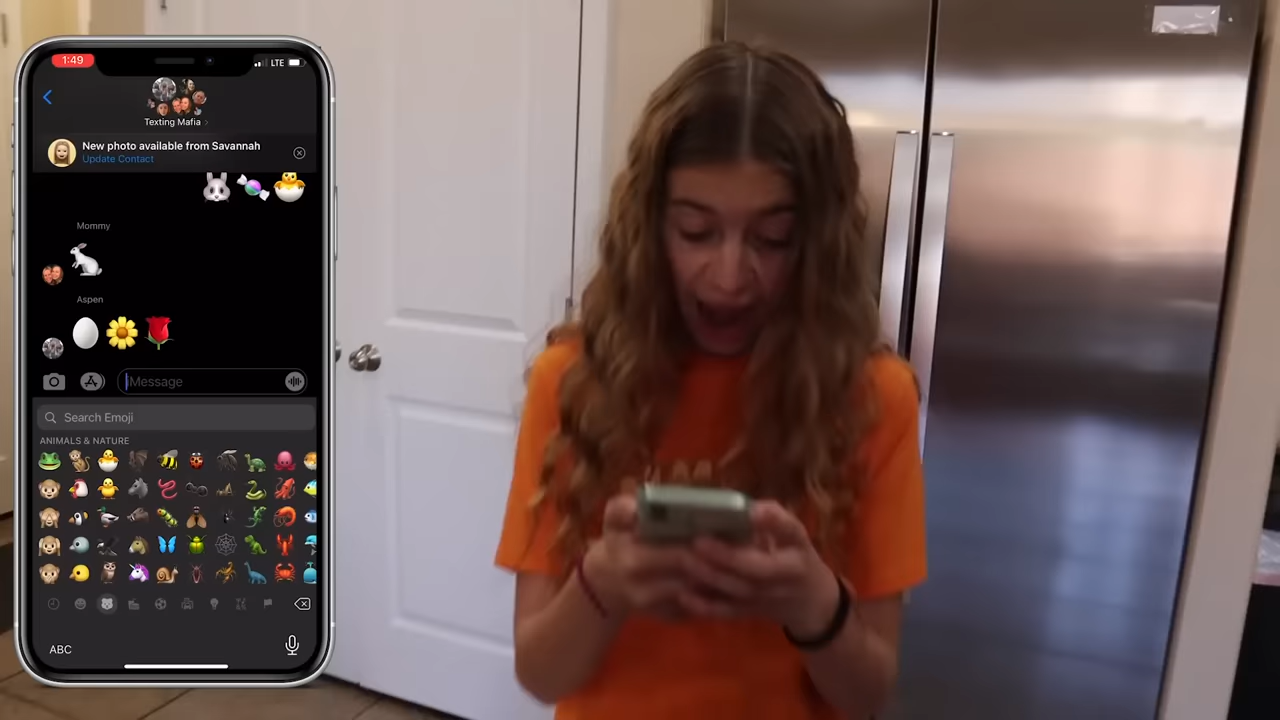 1:49
LTE
Texting Mafia
New photo available from Savannah
Update Contact
Mommy
Aspen
iMessage
Search Emoji
ANIMALS & NATURE
ABC